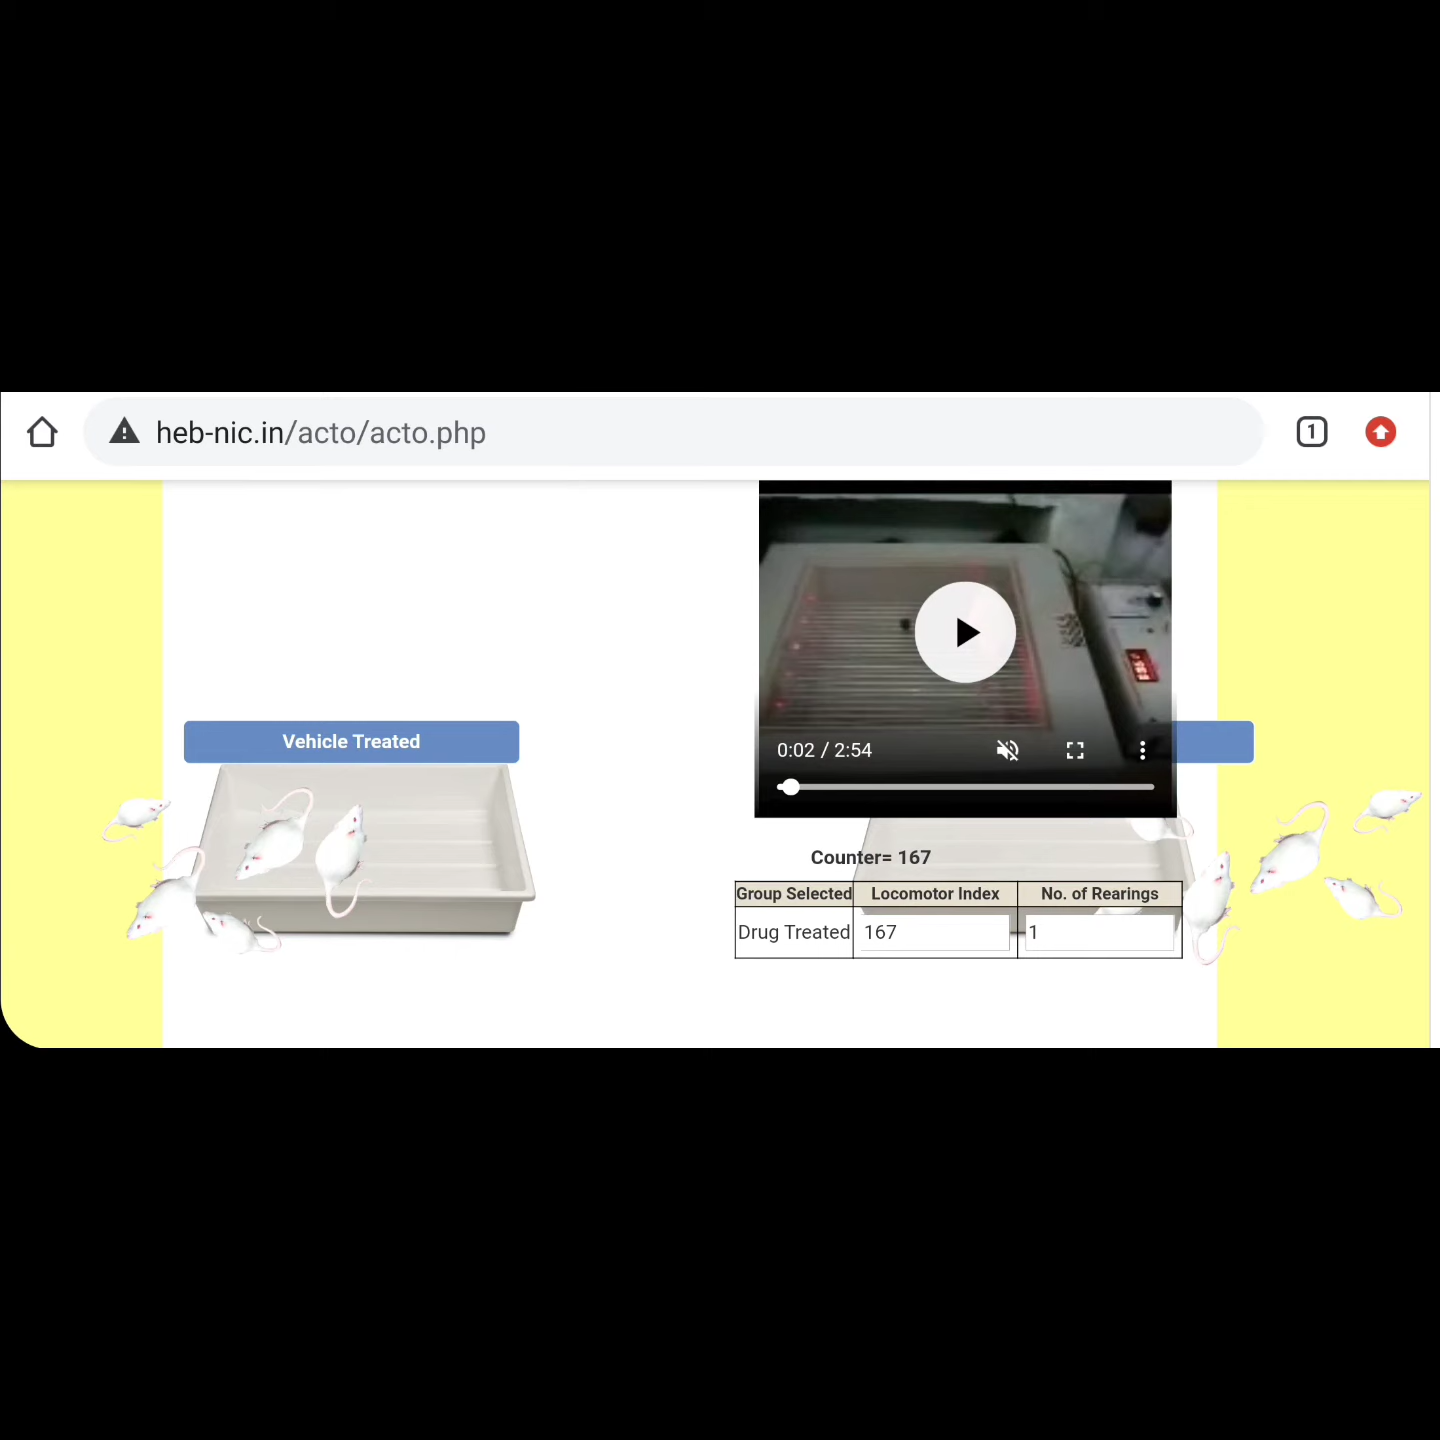 heb-nic.in/acto/acto.php
1
Vehicle Treated
0:02 / 2:54
Counter= 167
Group Selected Locomotor Index No. of Rearings
Drug Treated 167 1